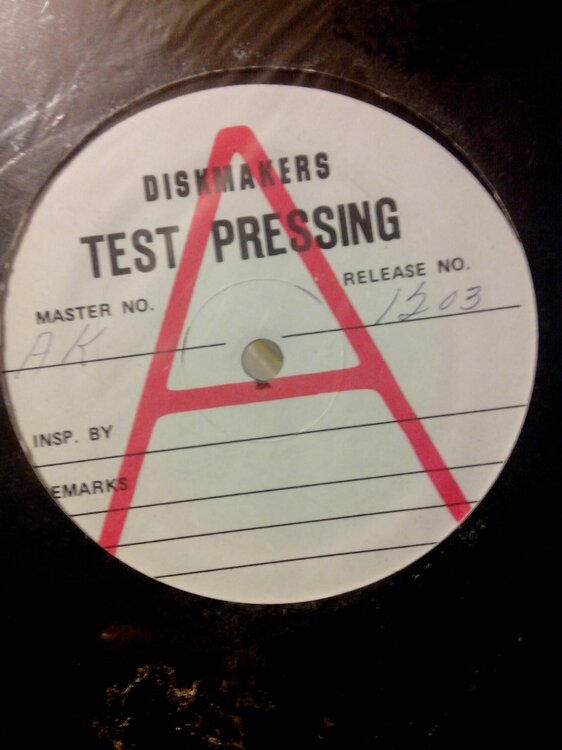 A
DISKMAKERS
TEST PRESSING
MASTER NO. AK
RELEASE NO. 1203
INSP. BY
EMARKS